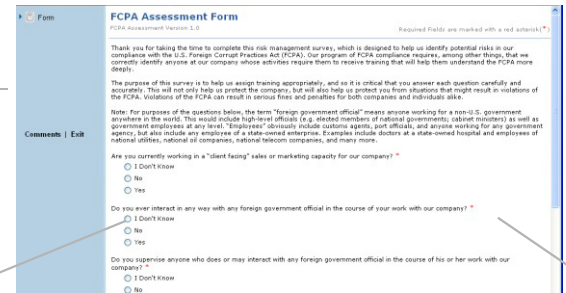 Form
FCPA Assessment Form
FCPA Assessment Version 1.0
Required Fields are marked with a red asterisk(*)
Thank you for taking the time to complete this risk management survey, which is designed to help us identify potential risks in our
compliance with the U.S. Foreign Corrupt Practices Act (FCPA). Our program of FCPA compliance requires, among other things, that we
correctly identify anyone at our company whose activities require them to receive training that will help them understand the FCPA more
deeply.
The purpose of this survey is to help us assign training appropriately, and so it is critical that you answer each question carefully and
accurately. This will not only help us protect the company, but will also help us protect you from situations that might result in violations of
the FCPA. Violations of the FCPA can result in serious fines and penalties for both companies and individuals alike.
Note: For purposes of the questions below, the term "foreign government official" means anyone working for a non-U.S. government
anywhere in the world. This would include high-level officials (e.g. elected members of national governments; cabinet ministers) as well as
government employees at any level. "Employees" obviously include customs agents, port officials, and anyone working for any government
agency, but also include any employee of a state-owned enterprise. Examples include doctors at a state-owned hospital and employees of
national utilities, national oil companies, national telecom companies, and many more.
Comments | Exit
Are you currently working in a "client facing" sales or marketing capacity for our company? *
I Don't Know
No
Yes
Do you ever interact in any way with any foreign government official in the course of your work with our company? *
I Don't Know
No
Yes
Do you supervise anyone who does or may interact with any foreign government official in the course of his or her work with our
company? *
I Don't Know
No